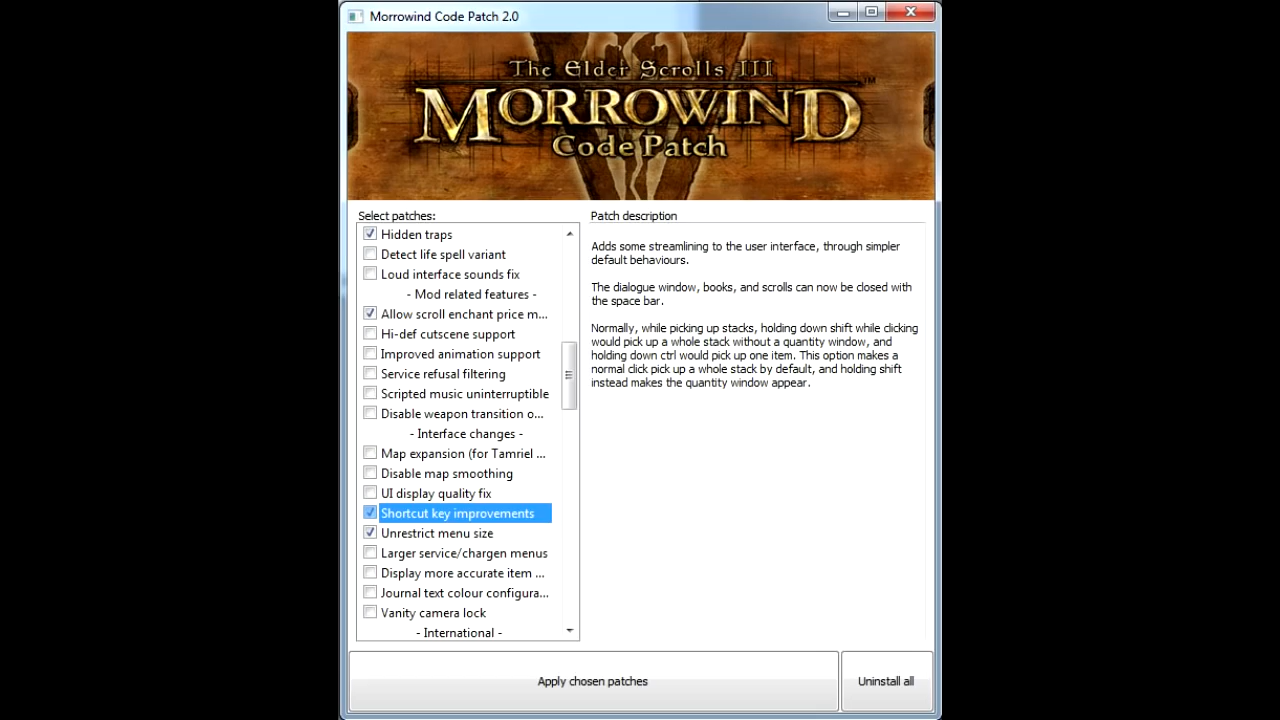 Morrowind Code Patch 2.0
The Elder Scrolls III
MORROWIND
Code Patch
Select patches:
Hidden traps
Detect life spell variant
Loud interface sounds fix
- Mod related features -
Allow scroll enchant price m...
Hi-def cutscene support
Improved animation support
Service refusal filtering
Scripted music uninterruptible
Disable weapon transition o...
- Interface changes -
Map expansion (for Tamriel ...
Disable map smoothing
UI display quality fix
Shortcut key improvements
Unrestrict menu size
Larger service/chargen menus
Display more accurate item ...
Journal text colour configura...
Vanity camera lock
- International -
Patch description
Adds some streamlining to the user interface, through simpler
default behaviours.
The dialogue window, books, and scrolls can now be closed with
the space bar.
Normally, while picking up stacks, holding down shift while clicking
would pick up a whole stack without a quantity window, and
holding down ctrl would pick up one item. This option makes a
normal click pick up a whole stack by default, and holding shift
instead makes the quantity window appear.
Apply chosen patches
Uninstall all